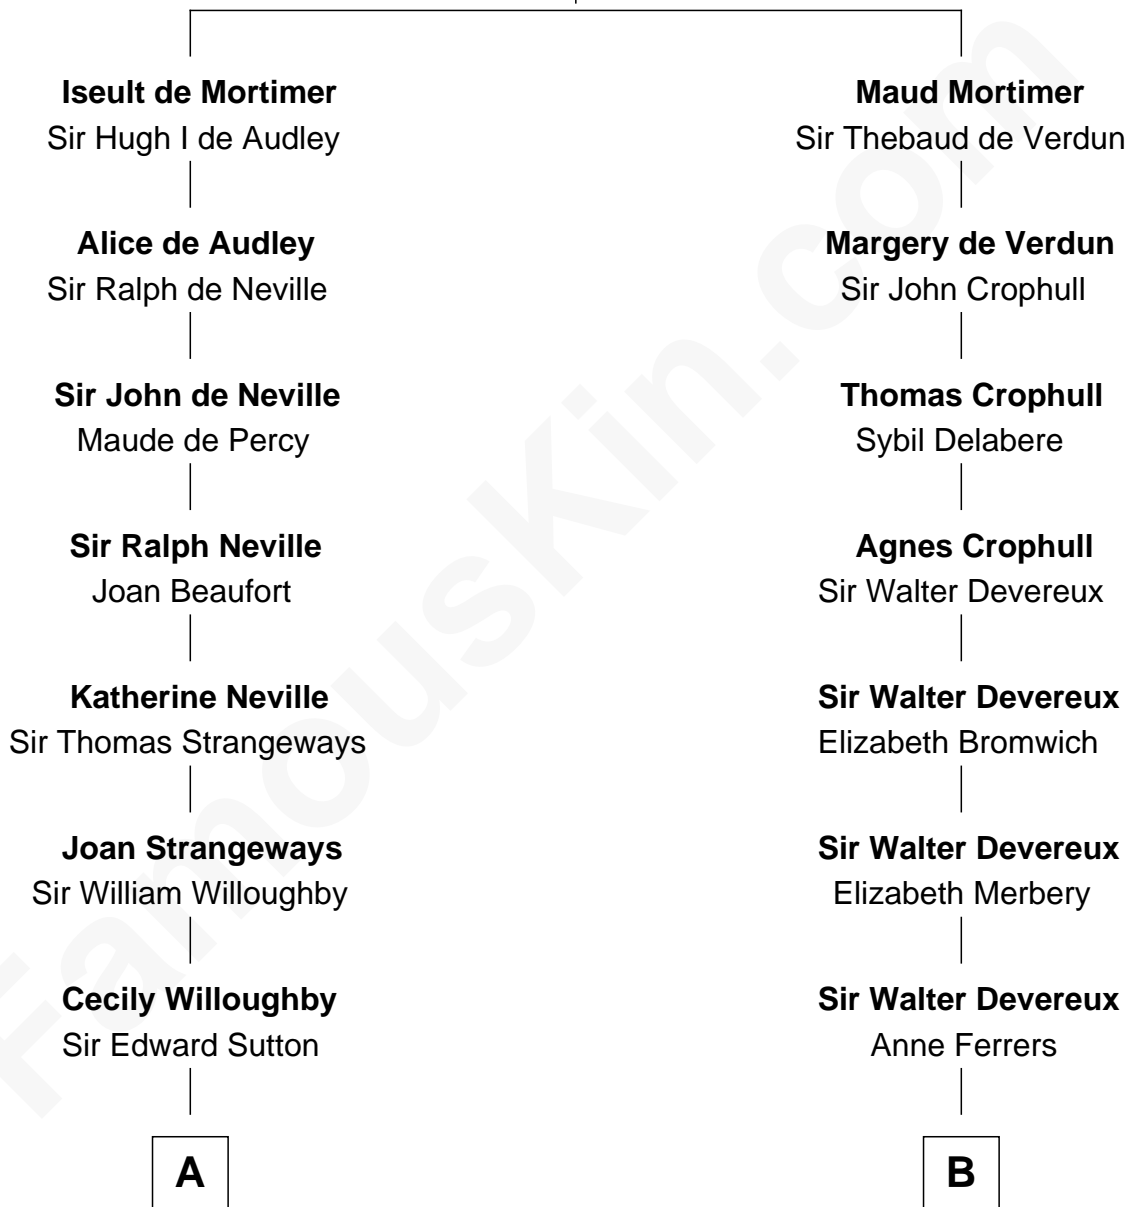 Iseult de Mortimer
Sir Hugh I de Audley
Alice de Audley
Sir Ralph de Neville
Sir John de Neville
Maude de Percy
Sir Ralph Neville
Joan Beaufort
Katherine Neville
Sir Thomas Strangeways
Joan Strangeways
Sir William Willoughby
Cecily Willoughby
Sir Edward Sutton
A
Maud Mortimer
Sir Thebaud de Verdun
Margery de Verdun
Sir John Crophull
Thomas Crophull
Sybil Delabere
Agnes Crophull
Sir Walter Devereux
Sir Walter Devereux
Elizabeth Bromwich
Sir Walter Devereux
Elizabeth Merbery
Sir Walter Devereux
Anne Ferrers
B
FamousKin.com